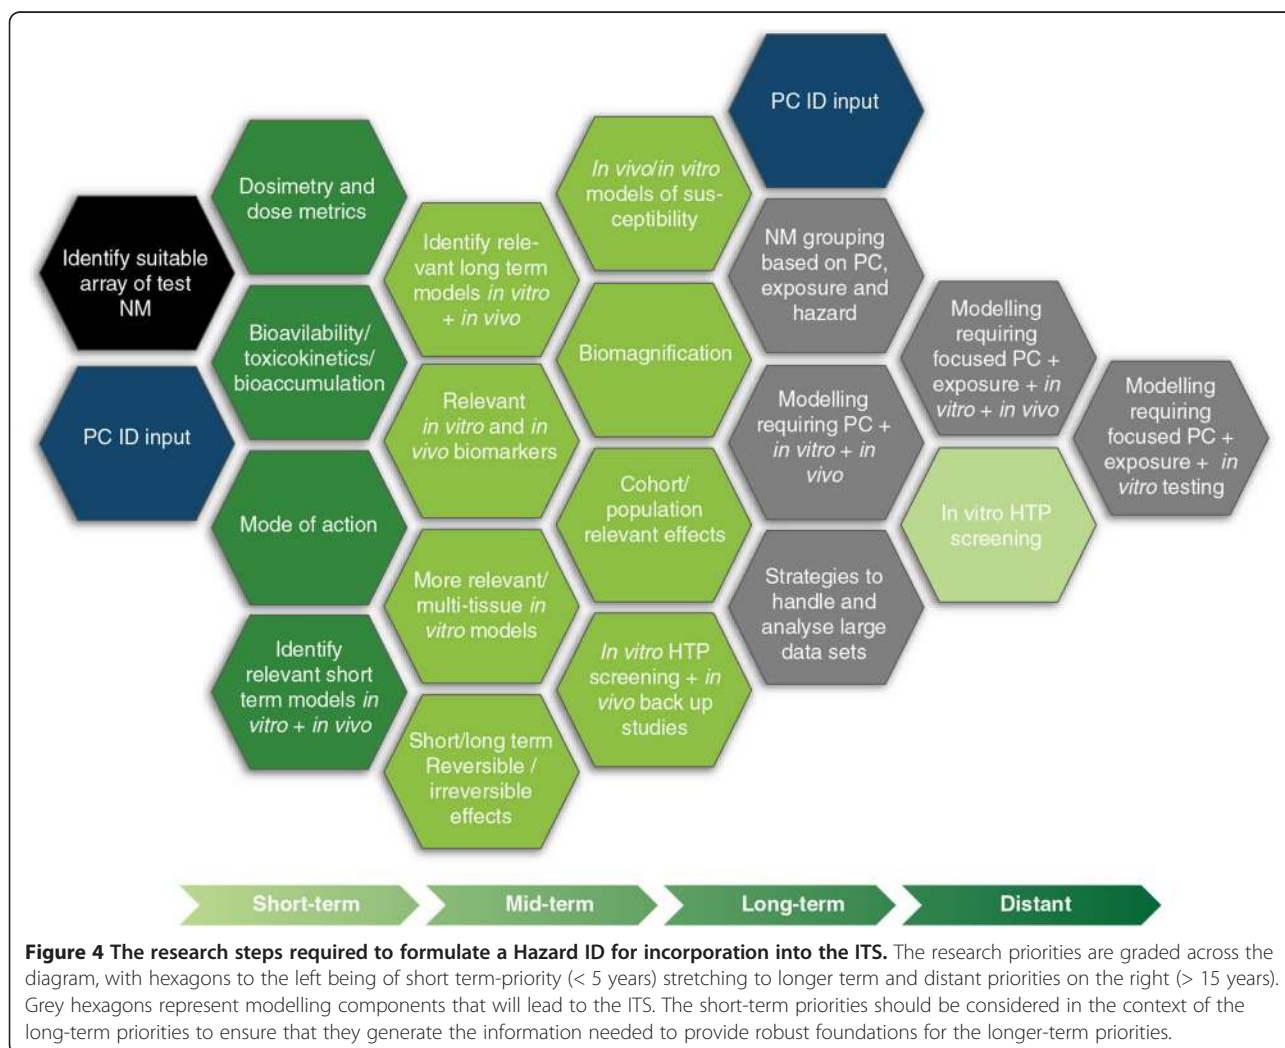 Identify suitable
array of test
NM
PC ID input
Dosimetry and
dose metrics
Bioavilability/
toxicokinetics/
bioaccumulation
Mode of action
Identify
relevant short
term models in
vitro + in vivo
Identify rele-
vant long term
models in vitro
+ in vivo
Relevant
in vitro and in
vivo biomarkers
More relevant/
multi-tissue in
vitro models
Short/long term
Reversible /
irreversible
effects
In vivo/in vitro
models of sus-
ceptibility
Biomagnification
Cohort/
population
relevant effects
In vitro HTP
screening + in
vivo back up
studies
PC ID input
NM grouping
based on PC,
exposure and
hazard
Modelling
requiring PC +
in vitro + in
vivo
Strategies to
handle and
analyse large
data sets
Modelling
requiring
focused PC +
exposure + in
vitro + in vivo
In vitro HTP
screening
Modelling
requiring
focused PC +
exposure + in
vitro testing
Short-term
Mid-term
Long-term
Distant
Figure 4 The research steps required to formulate a Hazard ID for incorporation into the ITS. The research priorities are graded across the
diagram, with hexagons to the left being of short term-priority (< 5 years) stretching to longer term and distant priorities on the right (> 15 years).
Grey hexagons represent modelling components that will lead to the ITS. The short-term priorities should be considered in the context of the
long-term priorities to ensure that they generate the information needed to provide robust foundations for the longer-term priorities.